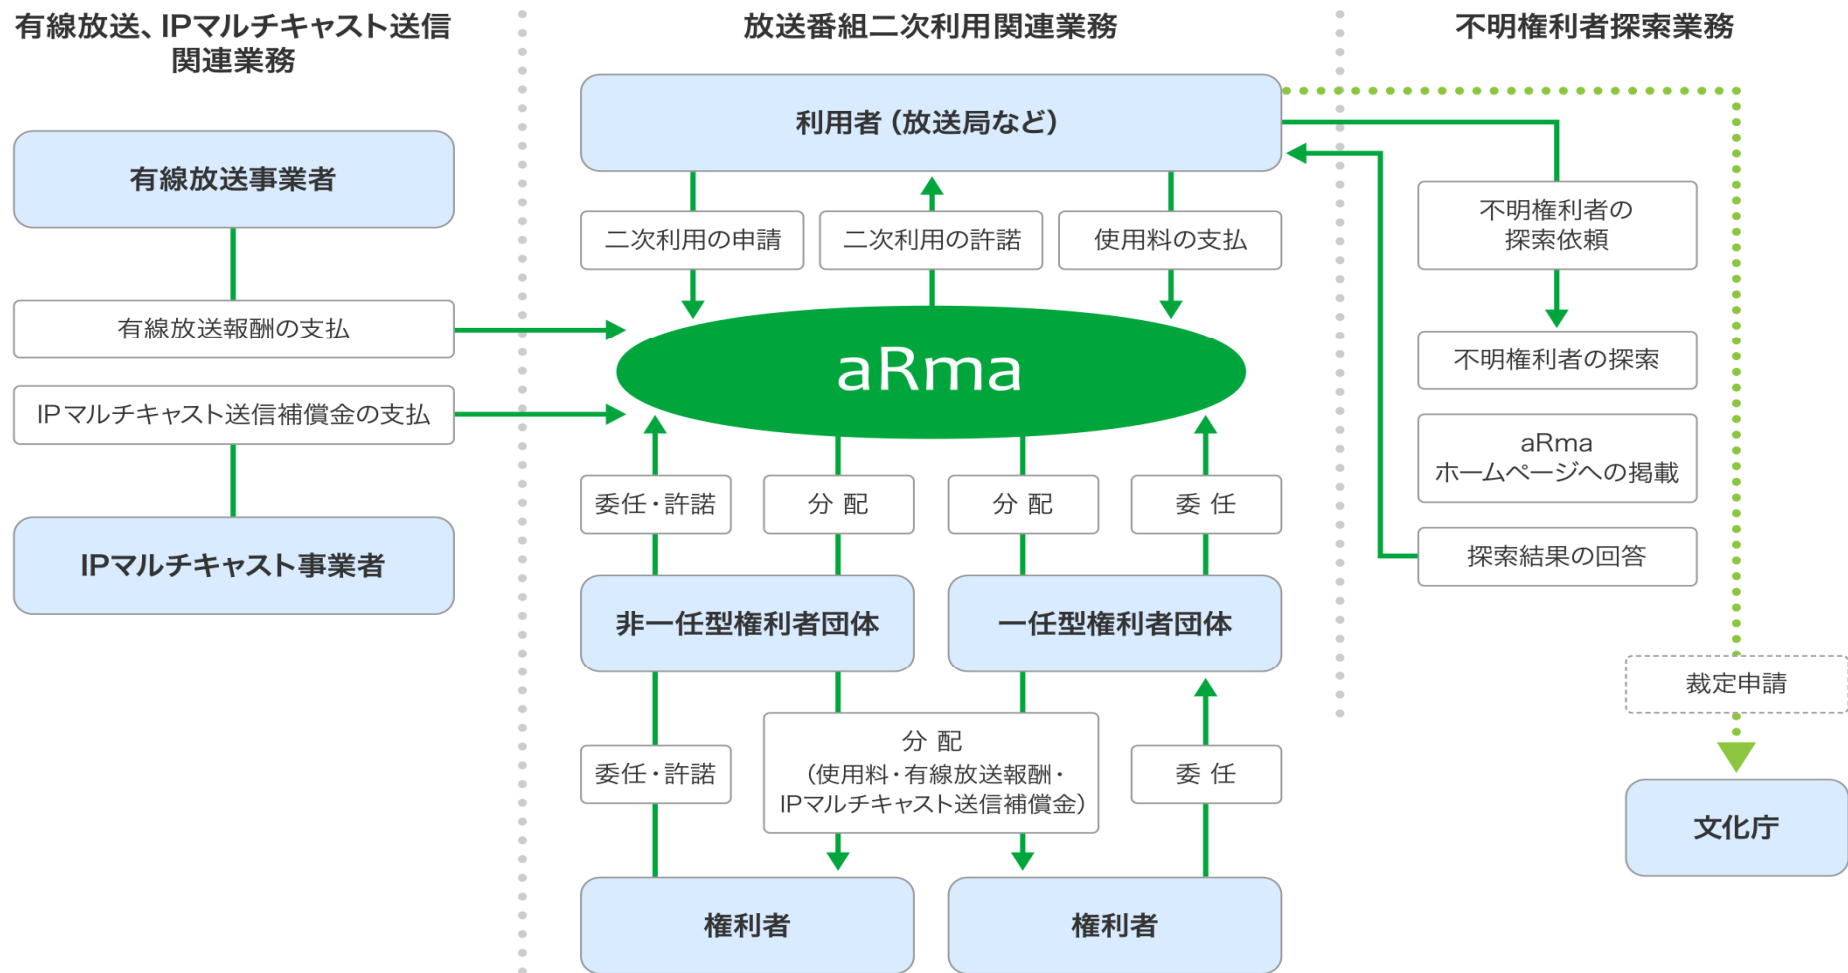 有線放送、IPマルチキャスト送信
関連業務
有線放送事業者
有線放送報酬の支払
IPマルチキャスト送信補償金の支払
IPマルチキャスト事業者
放送番組二次利用関連業務
利用者（放送局など）
二次利用の申請
二次利用の許諾
使用料の支払
aRma
委任・許諾
分 配
分 配
委 任
非一任型権利者団体
一任型権利者団体
委任・許諾
分 配
（使用料・有線放送報酬・
IPマルチキャスト送信補償金）
委 任
権利者
権利者
不明権利者探索業務
不明権利者の
探索依頼
不明権利者の探索
aRma
ホームページへの掲載
探索結果の回答
裁定申請
文化庁